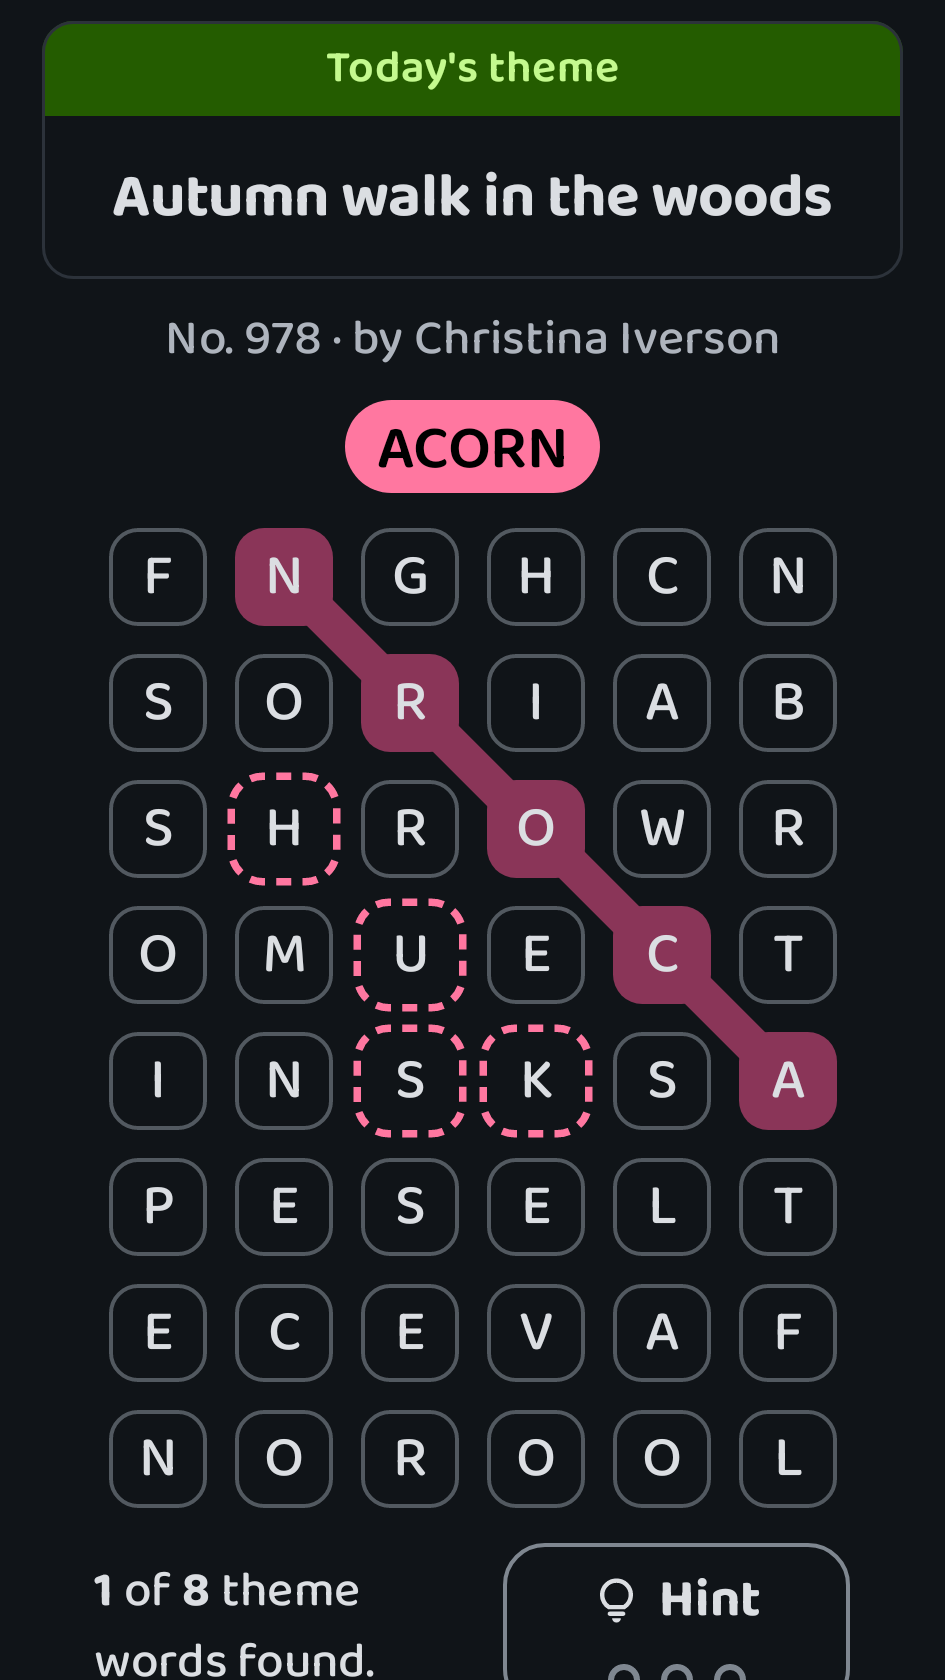 Today's theme
Autumn walk in the woods
No. 978 · by Christina Iverson
ACORN
F N G H C N
S O R I A B
S H R O W R
O M U E C T
I N S K S A
P E S E L T
E C E V A F
N O R O O L
1 of 8 theme
words found.
Hint